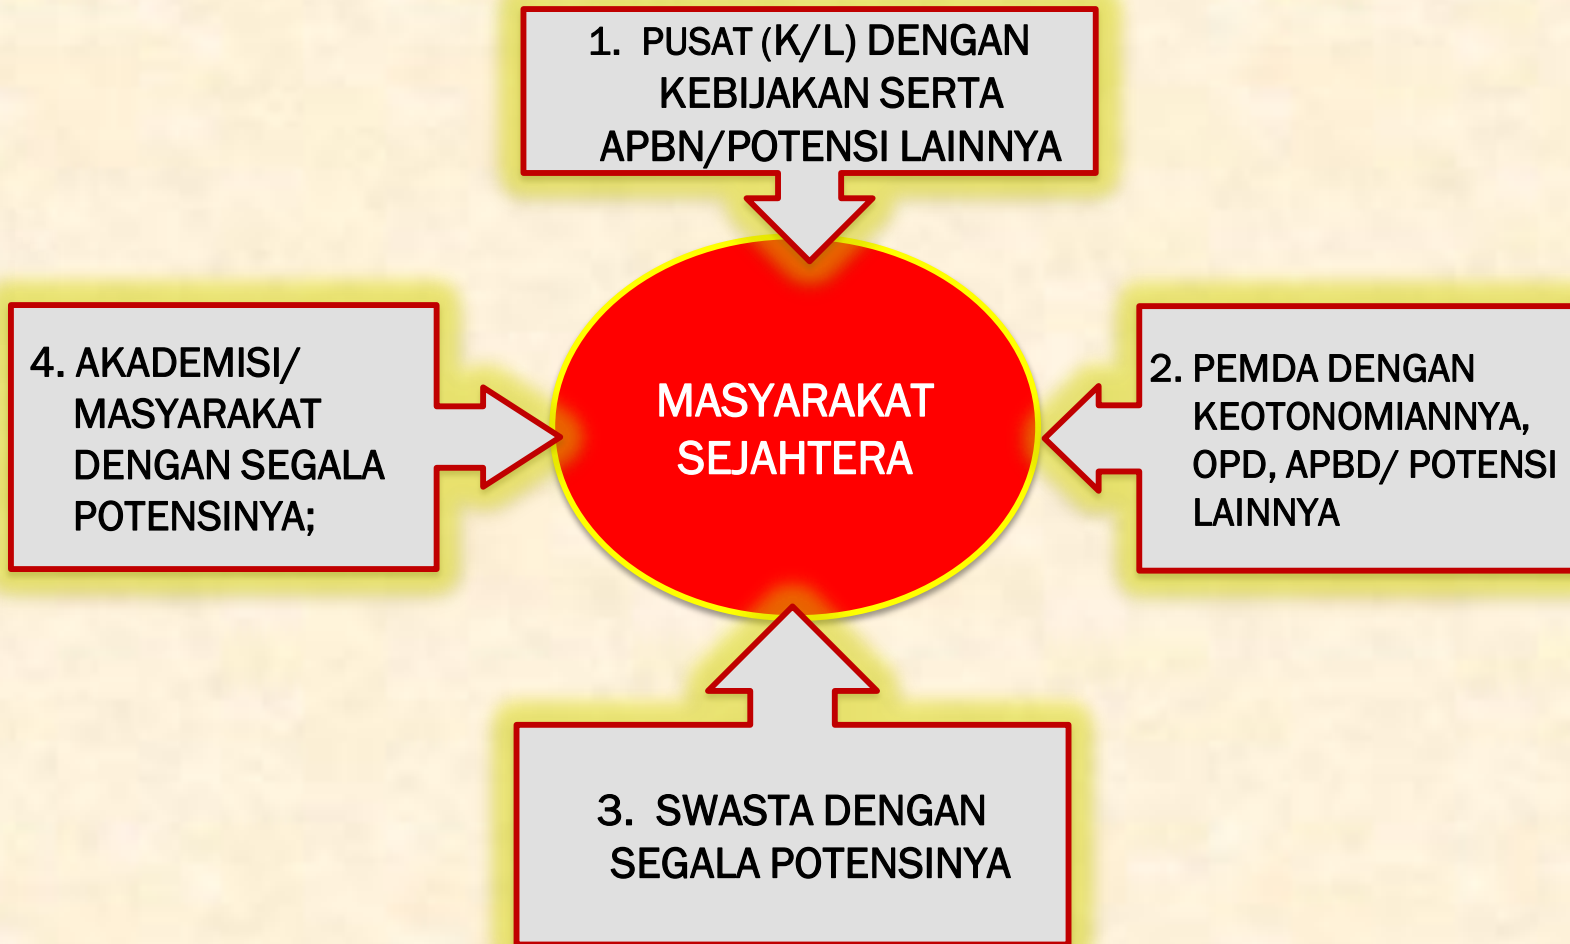 1. PUSAT (K/L) DENGAN
KEBIJAKAN SERTA
APBN/POTENSI LAINNYA
4. AKADEMISI/
MASYARAKAT
DENGAN SEGALA
POTENSINYA;
MASYARAKAT
SEJAHTERA
2. PEMDA DENGAN
KEOTONOMIANNYA,
OPD, APBD/ POTENSI
LAINNYA
3. SWASTA DENGAN
SEGALA POTENSINYA